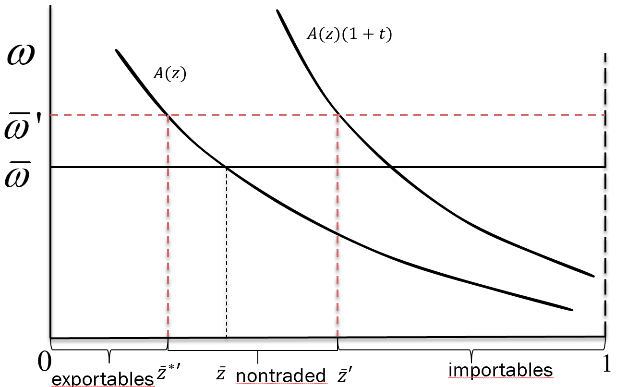 ω
A(z)
A(z)(1 + t)
ω̅'
ω̅
0
z̄*'
z̄
z̄'
1
exportables
nontraded
importables